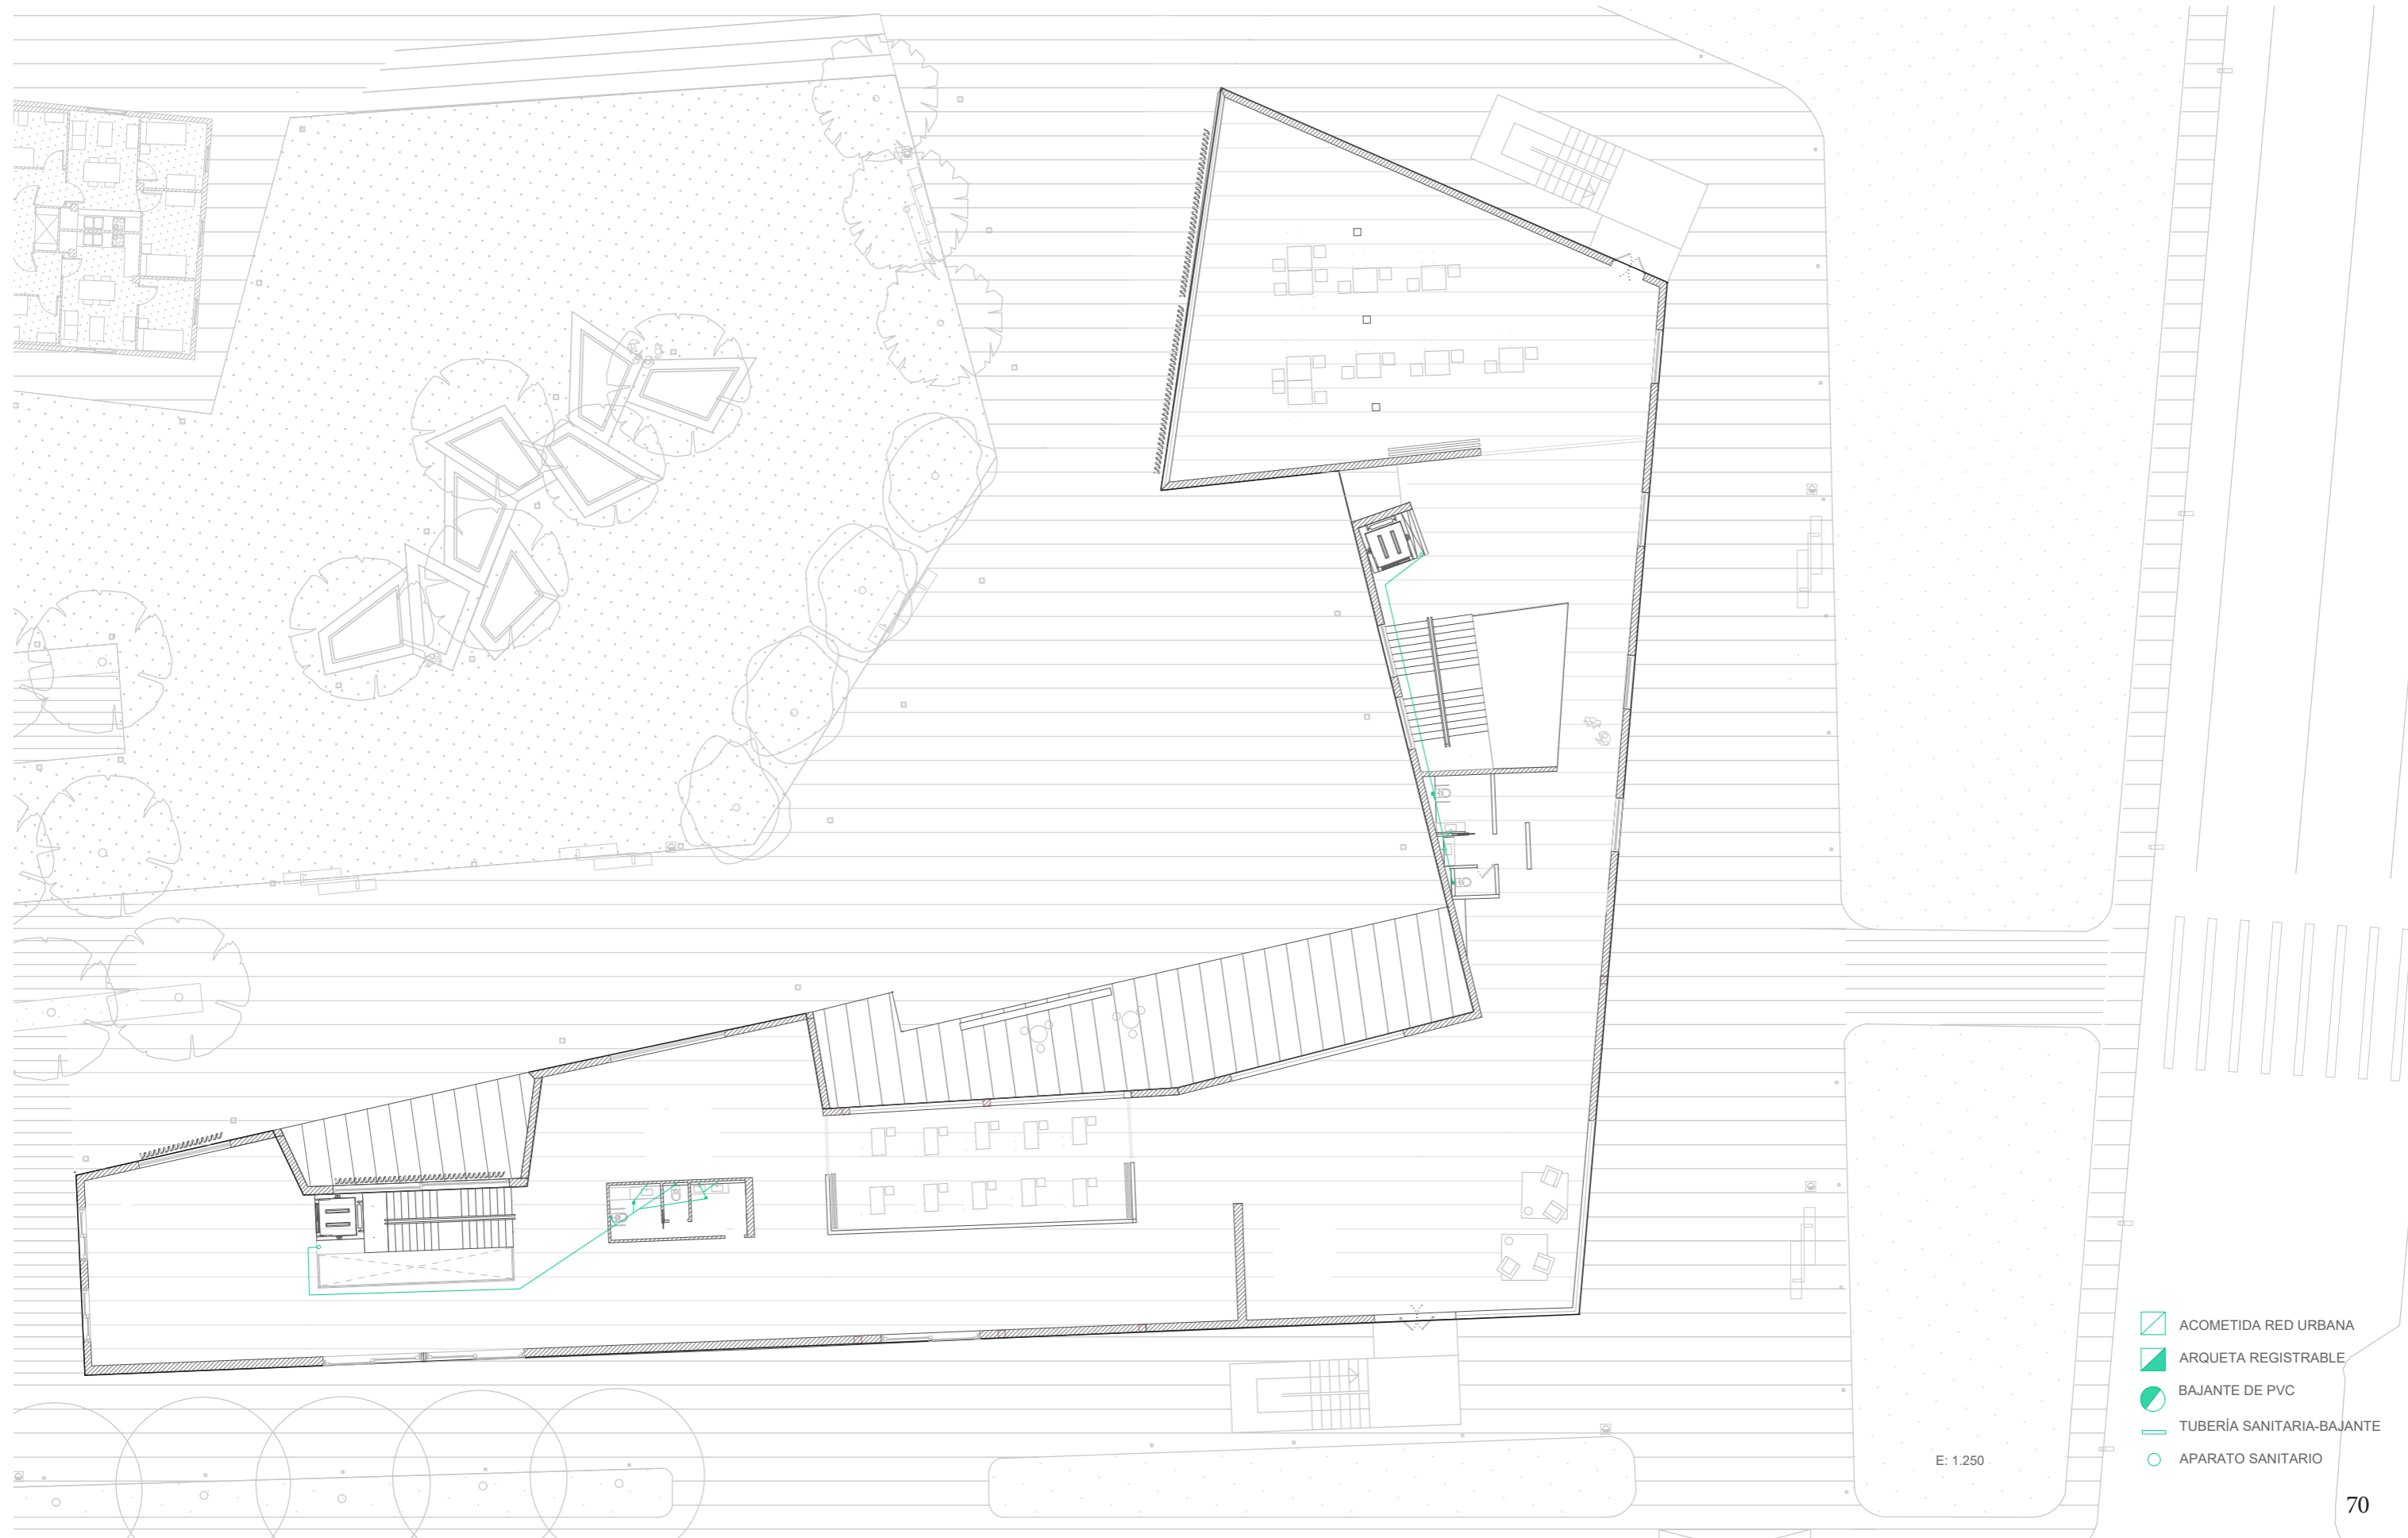 ACOMETIDA RED URBANA
ARQUETA REGISTRABLE
BAJANTE DE PVC
TUBERÍA SANITARIA-BAJANTE
APARATO SANITARIO
E: 1.250
70